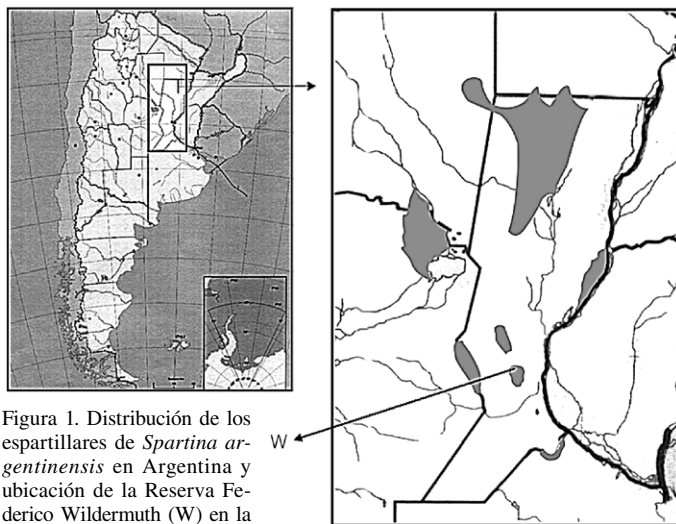 Figura 1. Distribución de los
espartillares de Spartina ar-
gentinensis en Argentina y
ubicación de la Reserva Fe-
derico Wildermuth (W) en la
W